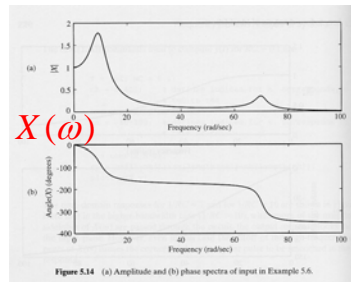 2
1.5
(a)
|X|
1
0.5
0
0 20 40 60 80 100
Frequency (rad/sec)
X(ω)
0
-100
(b)
Angle(X) (degrees)
-200
-300
-400
0 20 40 60 80 100
Frequency (rad/sec)
Figure 5.14 (a) Amplitude and (b) phase spectra of input in Example 5.6.